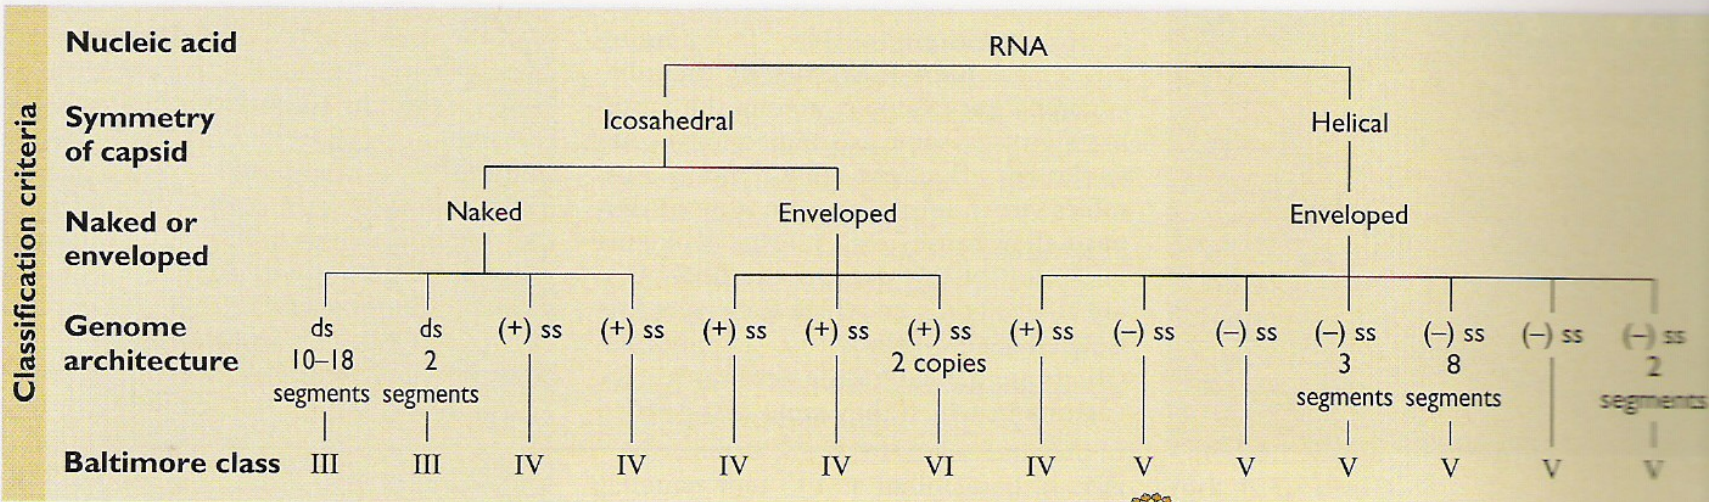 Classification criteria
Nucleic acid
RNA
Symmetry
of capsid
Icosahedral Helical
Naked or
enveloped
Naked Enveloped Enveloped
Genome
architecture
ds ds (+) ss (+) ss (+) ss (+) ss (+) ss (+) ss (–) ss (–) ss (–) ss (–) ss (–) ss (–) ss
10–18 2 2 copies 3 8 2
segments segments segments segments segments
Baltimore class III III IV IV IV IV VI IV V V V V V V